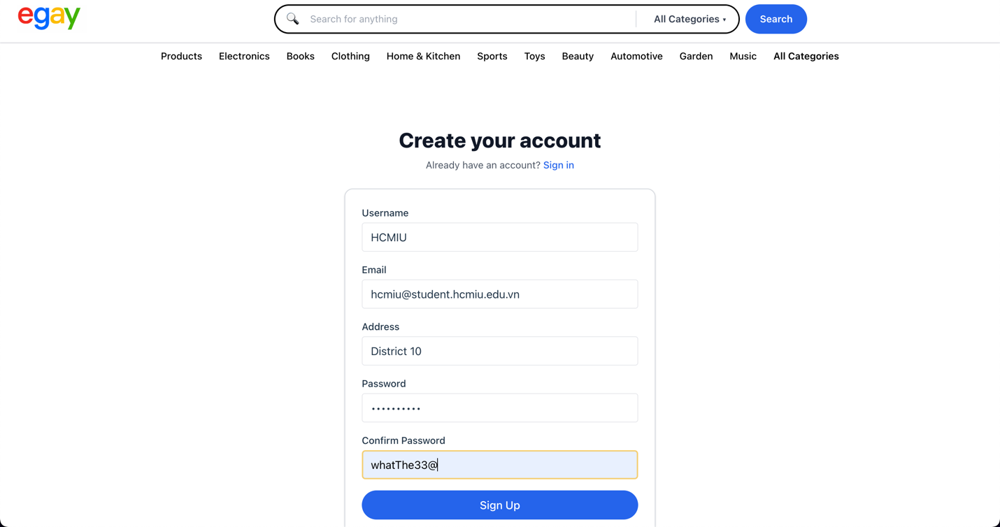 egay
Search for anything All Categories ▾ Search
Products Electronics Books Clothing Home & Kitchen Sports Toys Beauty Automotive Garden Music All Categories
Create your account
Already have an account? Sign in
Username
HCMIU
Email
hcmiu@student.hcmiu.edu.vn
Address
District 10
Password
••••••••••
Confirm Password
whatThe33@
Sign Up